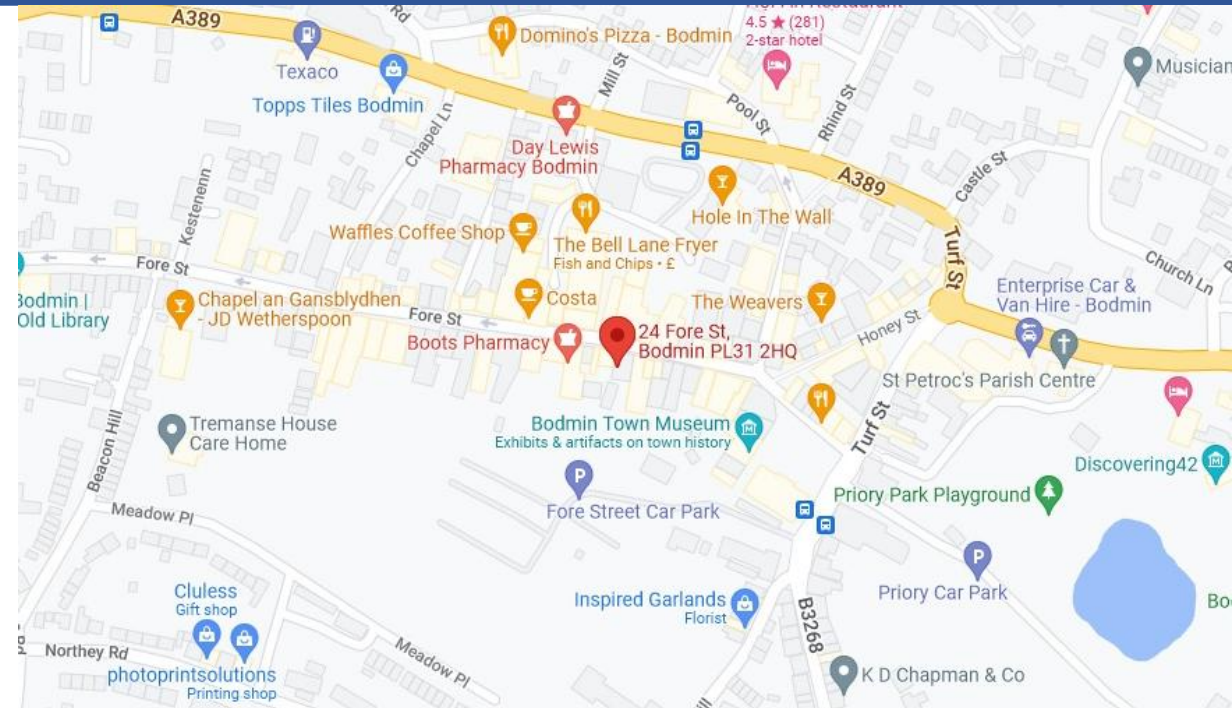 A389
Rd
4.5 ★ (281)
2-star hotel
Domino's Pizza - Bodmin
Texaco
Topps Tiles Bodmin
Mill St
Pool St
Rhind St
Musician
Chapel Ln
Day Lewis
Pharmacy Bodmin
A389
Castle St
Kestenenn
Hole In The Wall
Waffles Coffee Shop
The Bell Lane Fryer
Fish and Chips • £
Turf St
Church Ln
Fore St
Bodmin |
Old Library
Chapel an Gansblydhen
- JD Wetherspoon
Fore St
Costa
The Weavers
Honey St
Enterprise Car &
Van Hire - Bodmin
Boots Pharmacy
24 Fore St,
Bodmin PL31 2HQ
St Petroc's Parish Centre
Beacon Hill
Tremanse House
Care Home
Bodmin Town Museum
Exhibits & artifacts on town history
Turf St
Discovering42
P
Fore Street Car Park
Priory Park Playground
Meadow Pl
P
Priory Car Park
Cluless
Gift shop
Inspired Garlands
Florist
B3268
Bo
Northey Rd
photoprintsolutions
Printing shop
Meadow Pl
K D Chapman & Co